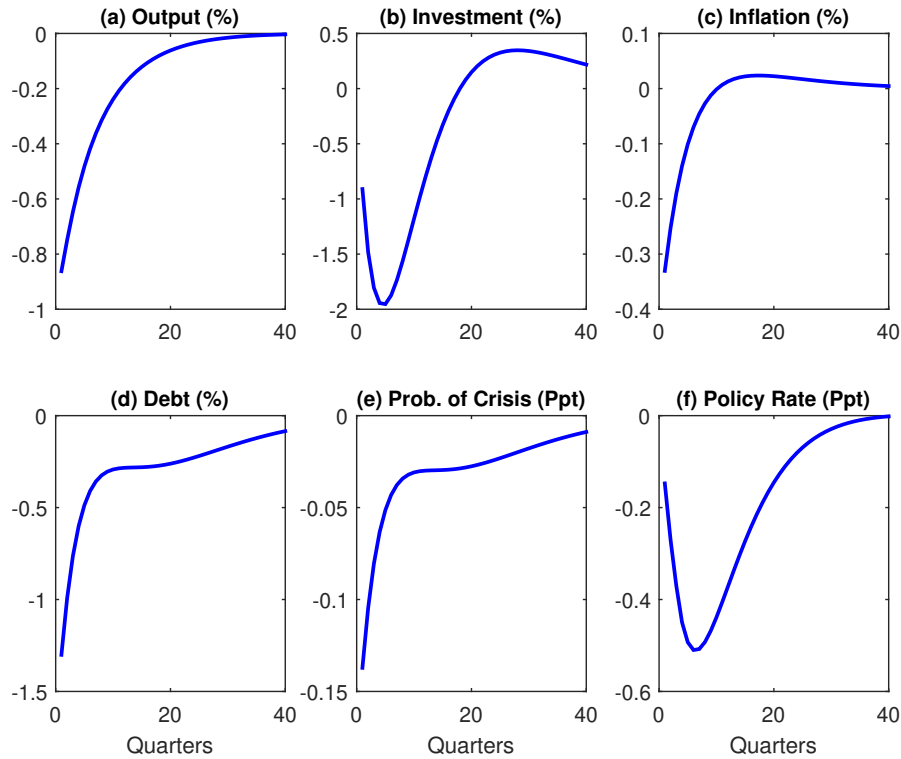 (a) Output (%)
0
-0.2
-0.4
-0.6
-0.8
-1
0 20 40
(b) Investment (%)
0.5
0
-0.5
-1
-1.5
-2
0 20 40
(c) Inflation (%)
0.1
0
-0.1
-0.2
-0.3
-0.4
0 20 40
(d) Debt (%)
0
-0.5
-1
-1.5
0 20 40
Quarters
(e) Prob. of Crisis (Ppt)
0
-0.05
-0.1
-0.15
0 20 40
Quarters
(f) Policy Rate (Ppt)
0
-0.2
-0.4
-0.6
0 20 40
Quarters